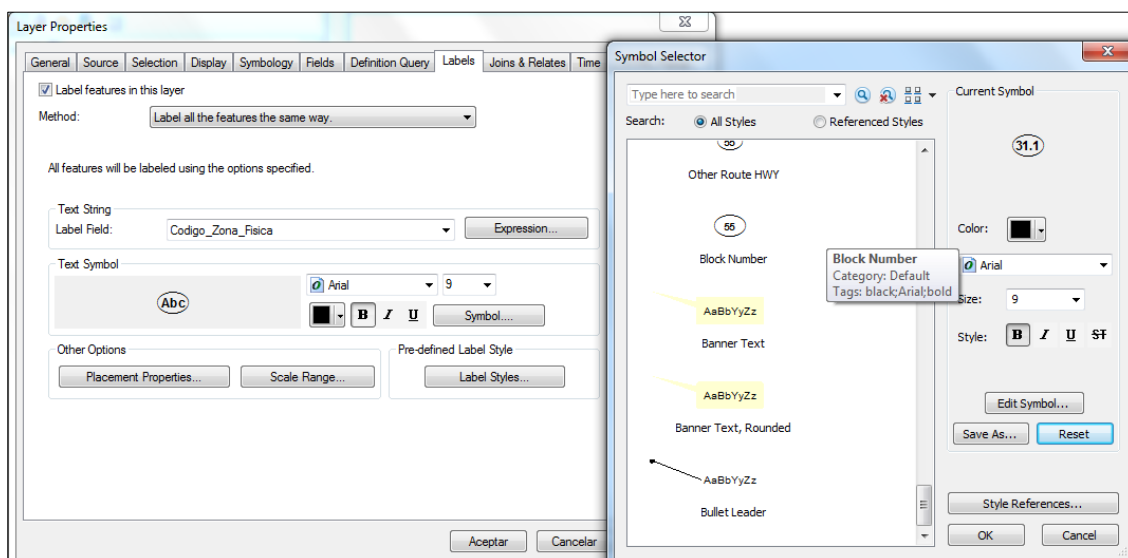 Layer Properties
General Source Selection Display Symbology Fields Definition Query Labels Joins & Relates Time
Label features in this layer
Method: Label all the features the same way.
All features will be labeled using the options specified.
Text String
Label Field: Codigo_Zona_Fisica Expression...
Text Symbol
Abc
Arial 9
B I U Symbol....
Other Options
Placement Properties... Scale Range...
Pre-defined Label Style
Label Styles...
Aceptar Cancelar
Symbol Selector
Type here to search
Search: All Styles Referenced Styles
55
Other Route HWY
55
Block Number
AaBbYyZz
Banner Text
AaBbYyZz
Banner Text, Rounded
AaBbYyZz
Bullet Leader
Block Number
Category: Default
Tags: black;Arial;bold
Current Symbol
31.1
Color:
Arial
Size: 9
Style: B I U ST
Edit Symbol...
Save As... Reset
Style References...
OK Cancel